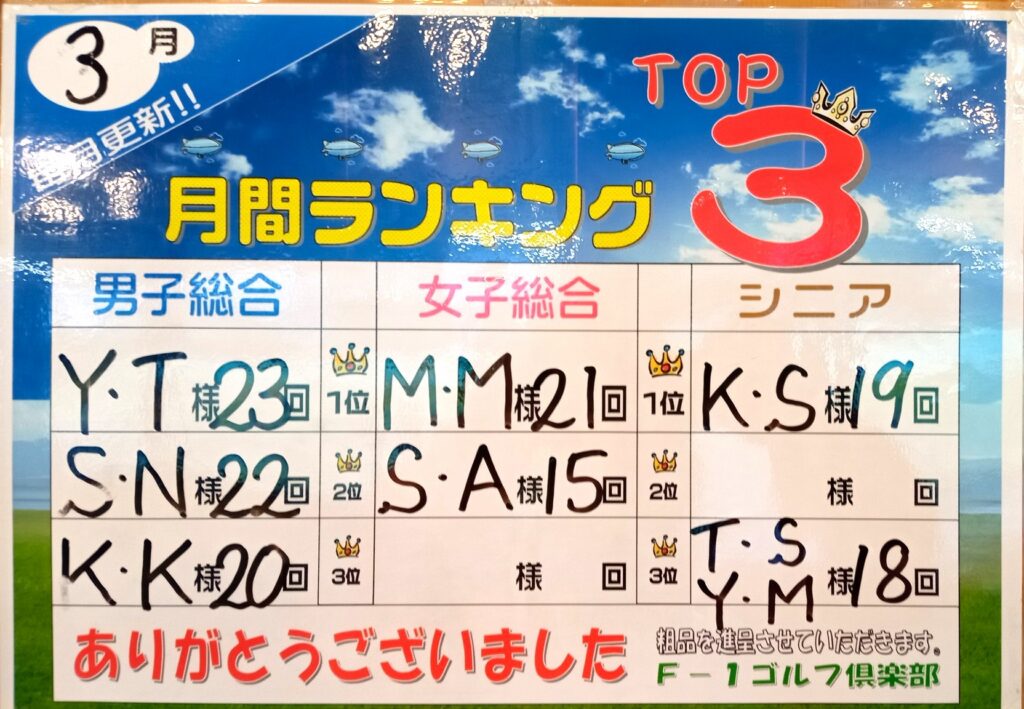 3月
毎月更新!!
TOP
3
月間ランキング
男子総合 女子総合 シニア
Y・T様23回 1位 M・M様21回 1位 K・S様19回
S・N様22回 2位 S・A様15回 2位 様 回
K・K様20回 3位 様 回 3位 T・S
Y・M様18回
ありがとうございました
粗品を進呈させていただきます。
F－1ゴルフ倶楽部